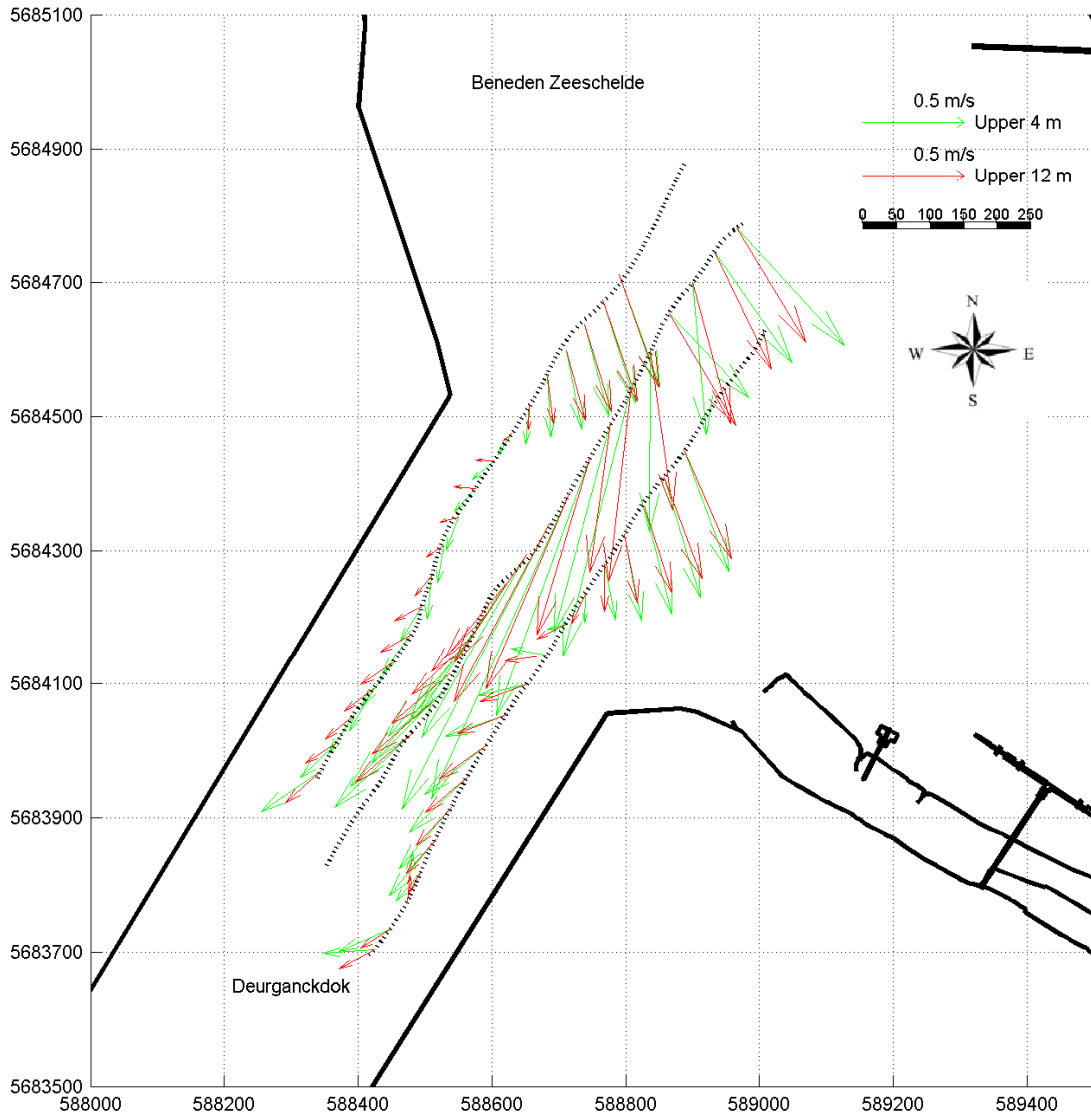 5685100
Beneden Zeeschelde
0.5 m/s
Upper 4 m
5684900
0.5 m/s
Upper 12 m
0 50 100 150 200 250
5684700
N
W E
S
5684500
5684300
5684100
5683900
5683700
Deurganckdok
5683500
588000 588200 588400 588600 588800 589000 589200 589400